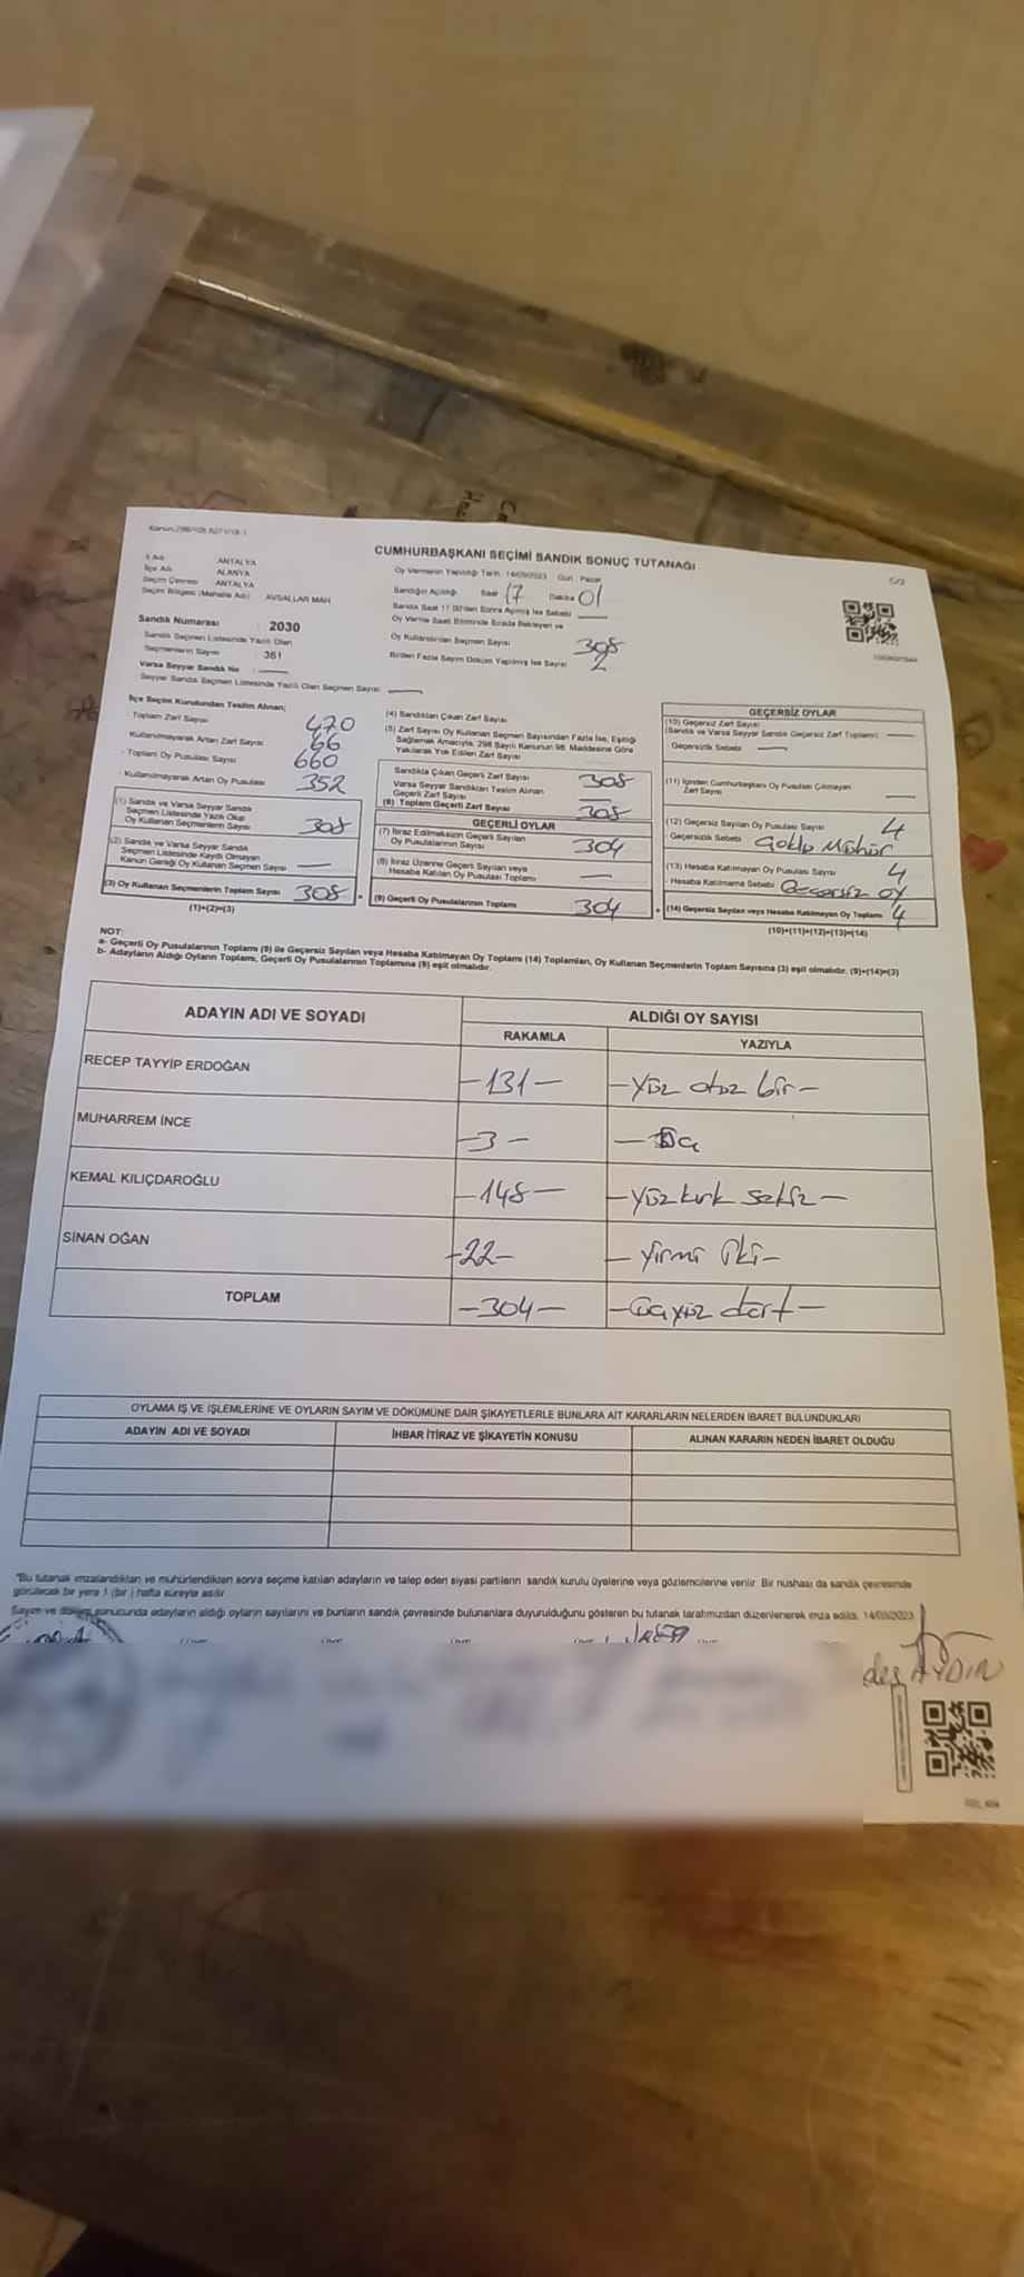 CUMHURBAŞKANI SEÇİMİ SANDIK SONUÇ TUTANAĞI
İl Adı ANTALYA
İlçe Adı ALANYA
Seçim Çevresi ANTALYA
Seçim Bölgesi (Mahalle Adı) AVSALLAR MAH
Sandık Numarası : 2030
Sandık Seçmen Listesinde Yazılı Olan
Seçmenlerin Sayısı 361
Varsa Seyyar Sandık No :
Seyyar Sandık Seçmen Listesinde Yazılı Olan Seçmen Sayısı
Oy Vermenin Yapıldığı Tarih: 14/05/2023 Gün: Pazar
Sandığın Açıldığı Saat 17 Dakika 01
Oy Kullandırılan Seçmen Sayısı 308
Birden Fazla Sayım Döküm Yapılmış İse Sayısı 2
İlçe Seçim Kurulundan Teslim Alınan;
- Toplam Zarf Sayısı 470
Kullanılmayarak Artan Zarf Sayısı 66
- Toplam Oy Pusulası Sayısı 660
- Kullanılmayarak Artan Oy Pusulası 352
(1) Sandık ve Varsa Seyyar Sandık
Seçmen Listesinde Yazılı Olup
Oy Kullanan Seçmenlerin Sayısı 308
(2) Sandık ve Varsa Seyyar Sandık
Seçmen Listesinde Kaydı Olmayan
Kanun Gereği Oy Kullanan Seçmen Sayısı —
(3) Oy Kullanan Seçmenlerin Toplam Sayısı 308
(1)+(2)=(3)
(4) Sandıktan Çıkan Zarf Sayısı
(5) Zarf Sayısı Oy Kullanan Seçmen Sayısından Fazla İse, Eşitliği
Sağlamak Amacıyla, 298 Sayılı Kanunun 98. Maddesine Göre
Yakılarak Yok Edilen Zarf Sayısı
Sandıkta Çıkan Geçerli Zarf Sayısı 308
Varsa Seyyar Sandıktan Teslim Alınan
Geçerli Zarf Sayısı —
(6) Toplam Geçerli Zarf Sayısı 308
GEÇERLİ OYLAR
(7) İtiraz Edilmeksizin Geçerli Sayılan
Oy Pusulalarının Sayısı 304
(8) İtiraz Üzerine Geçerli Sayılan veya
Hesaba Katılan Oy Pusulası Toplamı —
(9) Geçerli Oy Pusulalarının Toplamı 304
GEÇERSİZ OYLAR
(10) Geçersiz Zarf Sayısı
(Sandık ve Varsa Seyyar Sandık Geçersiz Zarf Toplamı) —
Geçersizlik Sebebi —
(11) İçinden Cumhurbaşkanı Oy Pusulası Çıkmayan
Zarf Sayısı —
(12) Geçersiz Sayılan Oy Pusulası Sayısı 4
Geçersizlik Sebebi Çoklu Mühür
(13) Hesaba Katılmayan Oy Pusulası Sayısı 4
- Hesaba Katılmama Sebebi Geçersiz oy
(14) Geçersiz Sayılan veya Hesaba Katılmayan Oy Toplamı 4
(10)+(11)+(12)+(13)=(14)
NOT:
a- Geçerli Oy Pusulalarının Toplamı (9) ile Geçersiz Sayılan veya Hesaba Katılmayan Oy Toplamı (14) Toplamları, Oy Kullanan Seçmenlerin Toplam Sayısına (3) eşit olmalıdır. (9)+(14)=(3)
b- Adayların Aldığı Oyların Toplamı, Geçerli Oy Pusulalarının Toplamına (9) eşit olmalıdır.
ADAYIN ADI VE SOYADI ALDIĞI OY SAYISI
RAKAMLA YAZIYLA
RECEP TAYYİP ERDOĞAN -131- -yüz otuz bir-
MUHARREM İNCE -3- - üç
KEMAL KILIÇDAROĞLU -148- -yüz kırk sekiz-
SİNAN OĞAN -22- - yirmi iki-
TOPLAM -304- -üçyüz dört-
OYLAMA İŞ VE İŞLEMLERİNE VE OYLARIN SAYIM VE DÖKÜMÜNE DAİR ŞİKAYETLERLE BUNLARA AİT KARARLARIN NELERDEN İBARET BULUNDUKLARI
ADAYIN ADI VE SOYADI İHBAR İTİRAZ VE ŞİKAYETİN KONUSU ALINAN KARARIN NEDEN İBARET OLDUĞU
"Bu tutanak imzalandıktan ve mühürlendikten sonra seçime katılan adayların ve talep eden siyasi partilerin sandık kurulu üyelerine veya gözlemcilerine verilir. Bir nüshası da sandık çevresinde
görülecek bir yere 1 (bir) hafta süreyle asılır
Sayım ve döküm sonucunda adayların aldığı oyların sayılarını ve bunların sandık çevresinde bulunanlara duyurulduğunu gösteren bu tutanak tarafımızdan düzenlenerek imza edildi. 14/05/2023
AYDIN